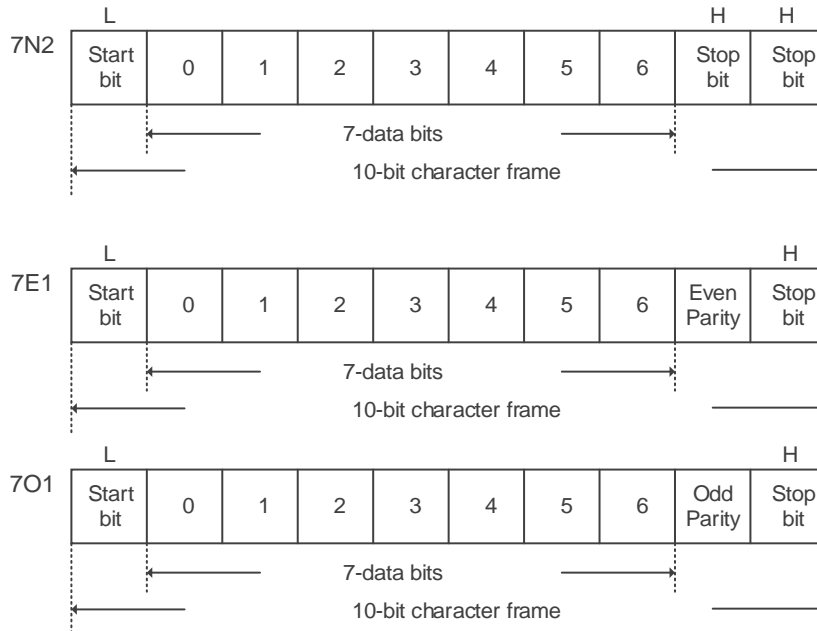 L H H
7N2 Start bit 0 1 2 3 4 5 6 Stop bit Stop bit
7-data bits
10-bit character frame
L H
7E1 Start bit 0 1 2 3 4 5 6 Even Parity Stop bit
7-data bits
10-bit character frame
L H
7O1 Start bit 0 1 2 3 4 5 6 Odd Parity Stop bit
7-data bits
10-bit character frame